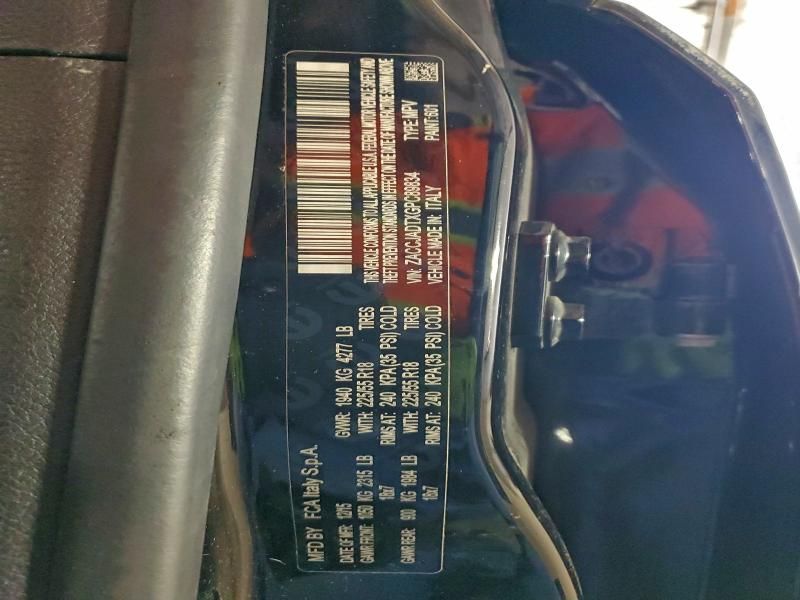 MFD BY FCA Italy S.p.A.
DATE OF MFR: 12/15 GVWR: 1940 KG 4277 LB
GAWR FRONT: 1050 KG 2315 LB WITH: 225/55 R18 TIRES
18x7 RIMS AT: 240 KPA(35 PSI) COLD
GAWR REAR: 900 KG 1984 LB WITH: 225/55 R18 TIRES
18x7 RIMS AT: 240 KPA(35 PSI) COLD
THIS VEHICLE CONFORMS TO ALL APPLICABLE U.S.A. FEDERAL MOTOR VEHICLE SAFETY AND
THEFT PREVENTION STANDARDS IN EFFECT ON THE DATE OF MANUFACTURE SHOWN ABOVE
VIN: ZACCJADTXGPC89834 TYPE: MPV
VEHICLE MADE IN: ITALY PAINT: 601